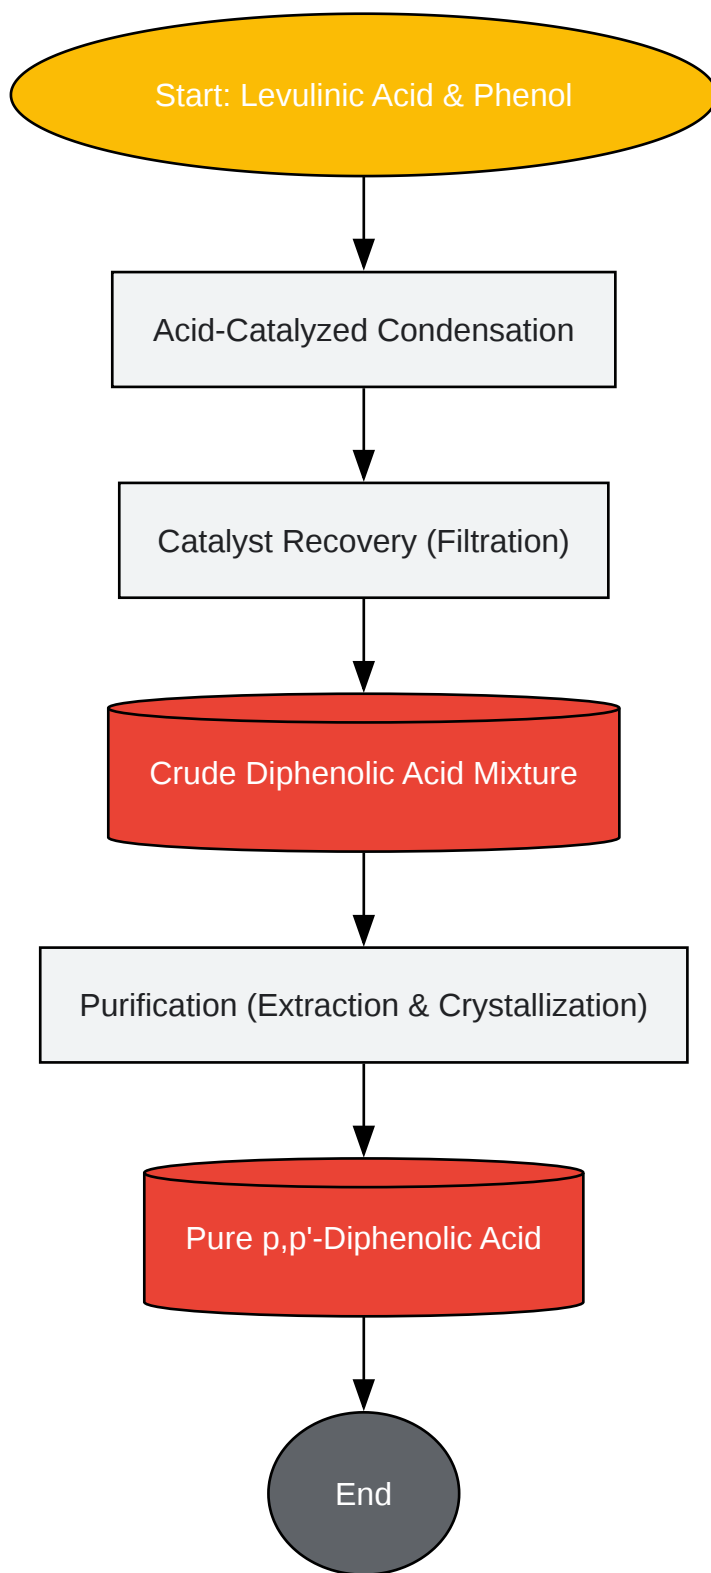 Start: Levulinic Acid & Phenol
Acid-Catalyzed Condensation
Catalyst Recovery (Filtration)
Crude Diphenolic Acid Mixture
Purification (Extraction & Crystallization)
Pure p,p'-Diphenolic Acid
End